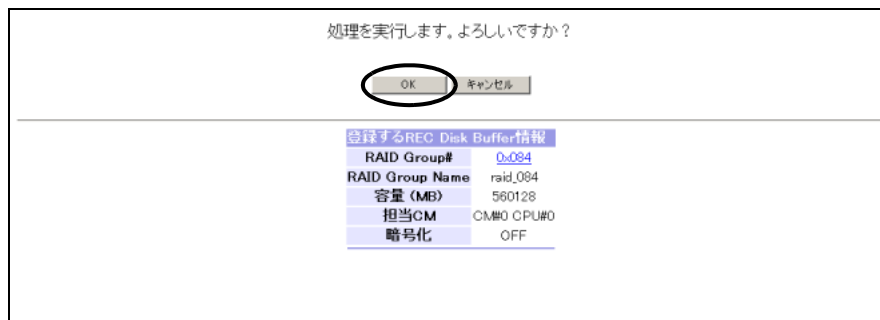 処理を実行します。よろしいですか?
OK キャンセル
登録するREC Disk Buffer情報
RAID Group# 0x084
RAID Group Name raid_084
容量 (MB) 560128
担当CM CM#0 CPU#0
暗号化 OFF